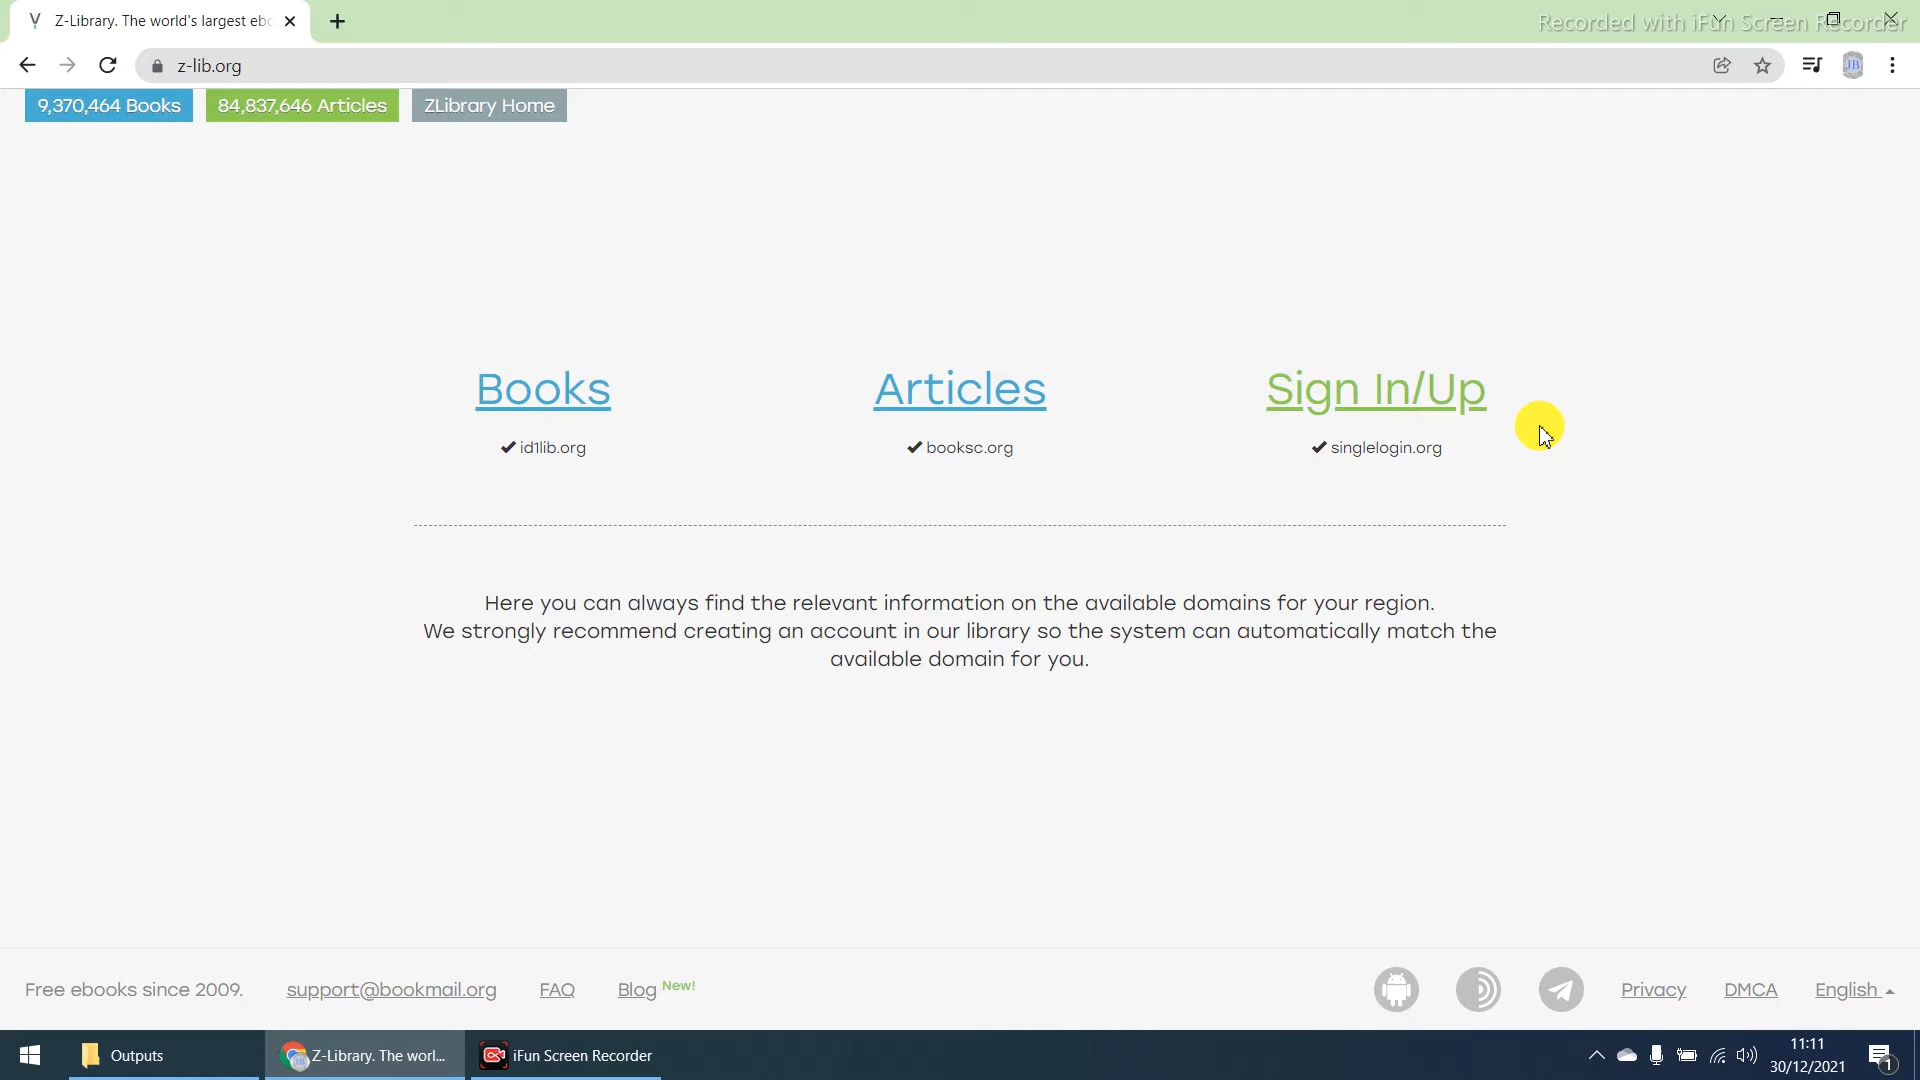 Z-Library. The world's largest ebo
Recorded with iFun Screen Recorder
z-lib.org
JB
9,370,464 Books
84,837,646 Articles
ZLibrary Home
Books
Articles
Sign In/Up
id1lib.org
booksc.org
singlelogin.org
Here you can always find the relevant information on the available domains for your region.
We strongly recommend creating an account in our library so the system can automatically match the
available domain for you.
Free ebooks since 2009.
support@bookmail.org
FAQ
Blog New!
Privacy
DMCA
English
Outputs
Z-Library. The worl...
iFun Screen Recorder
11:11
30/12/2021
1